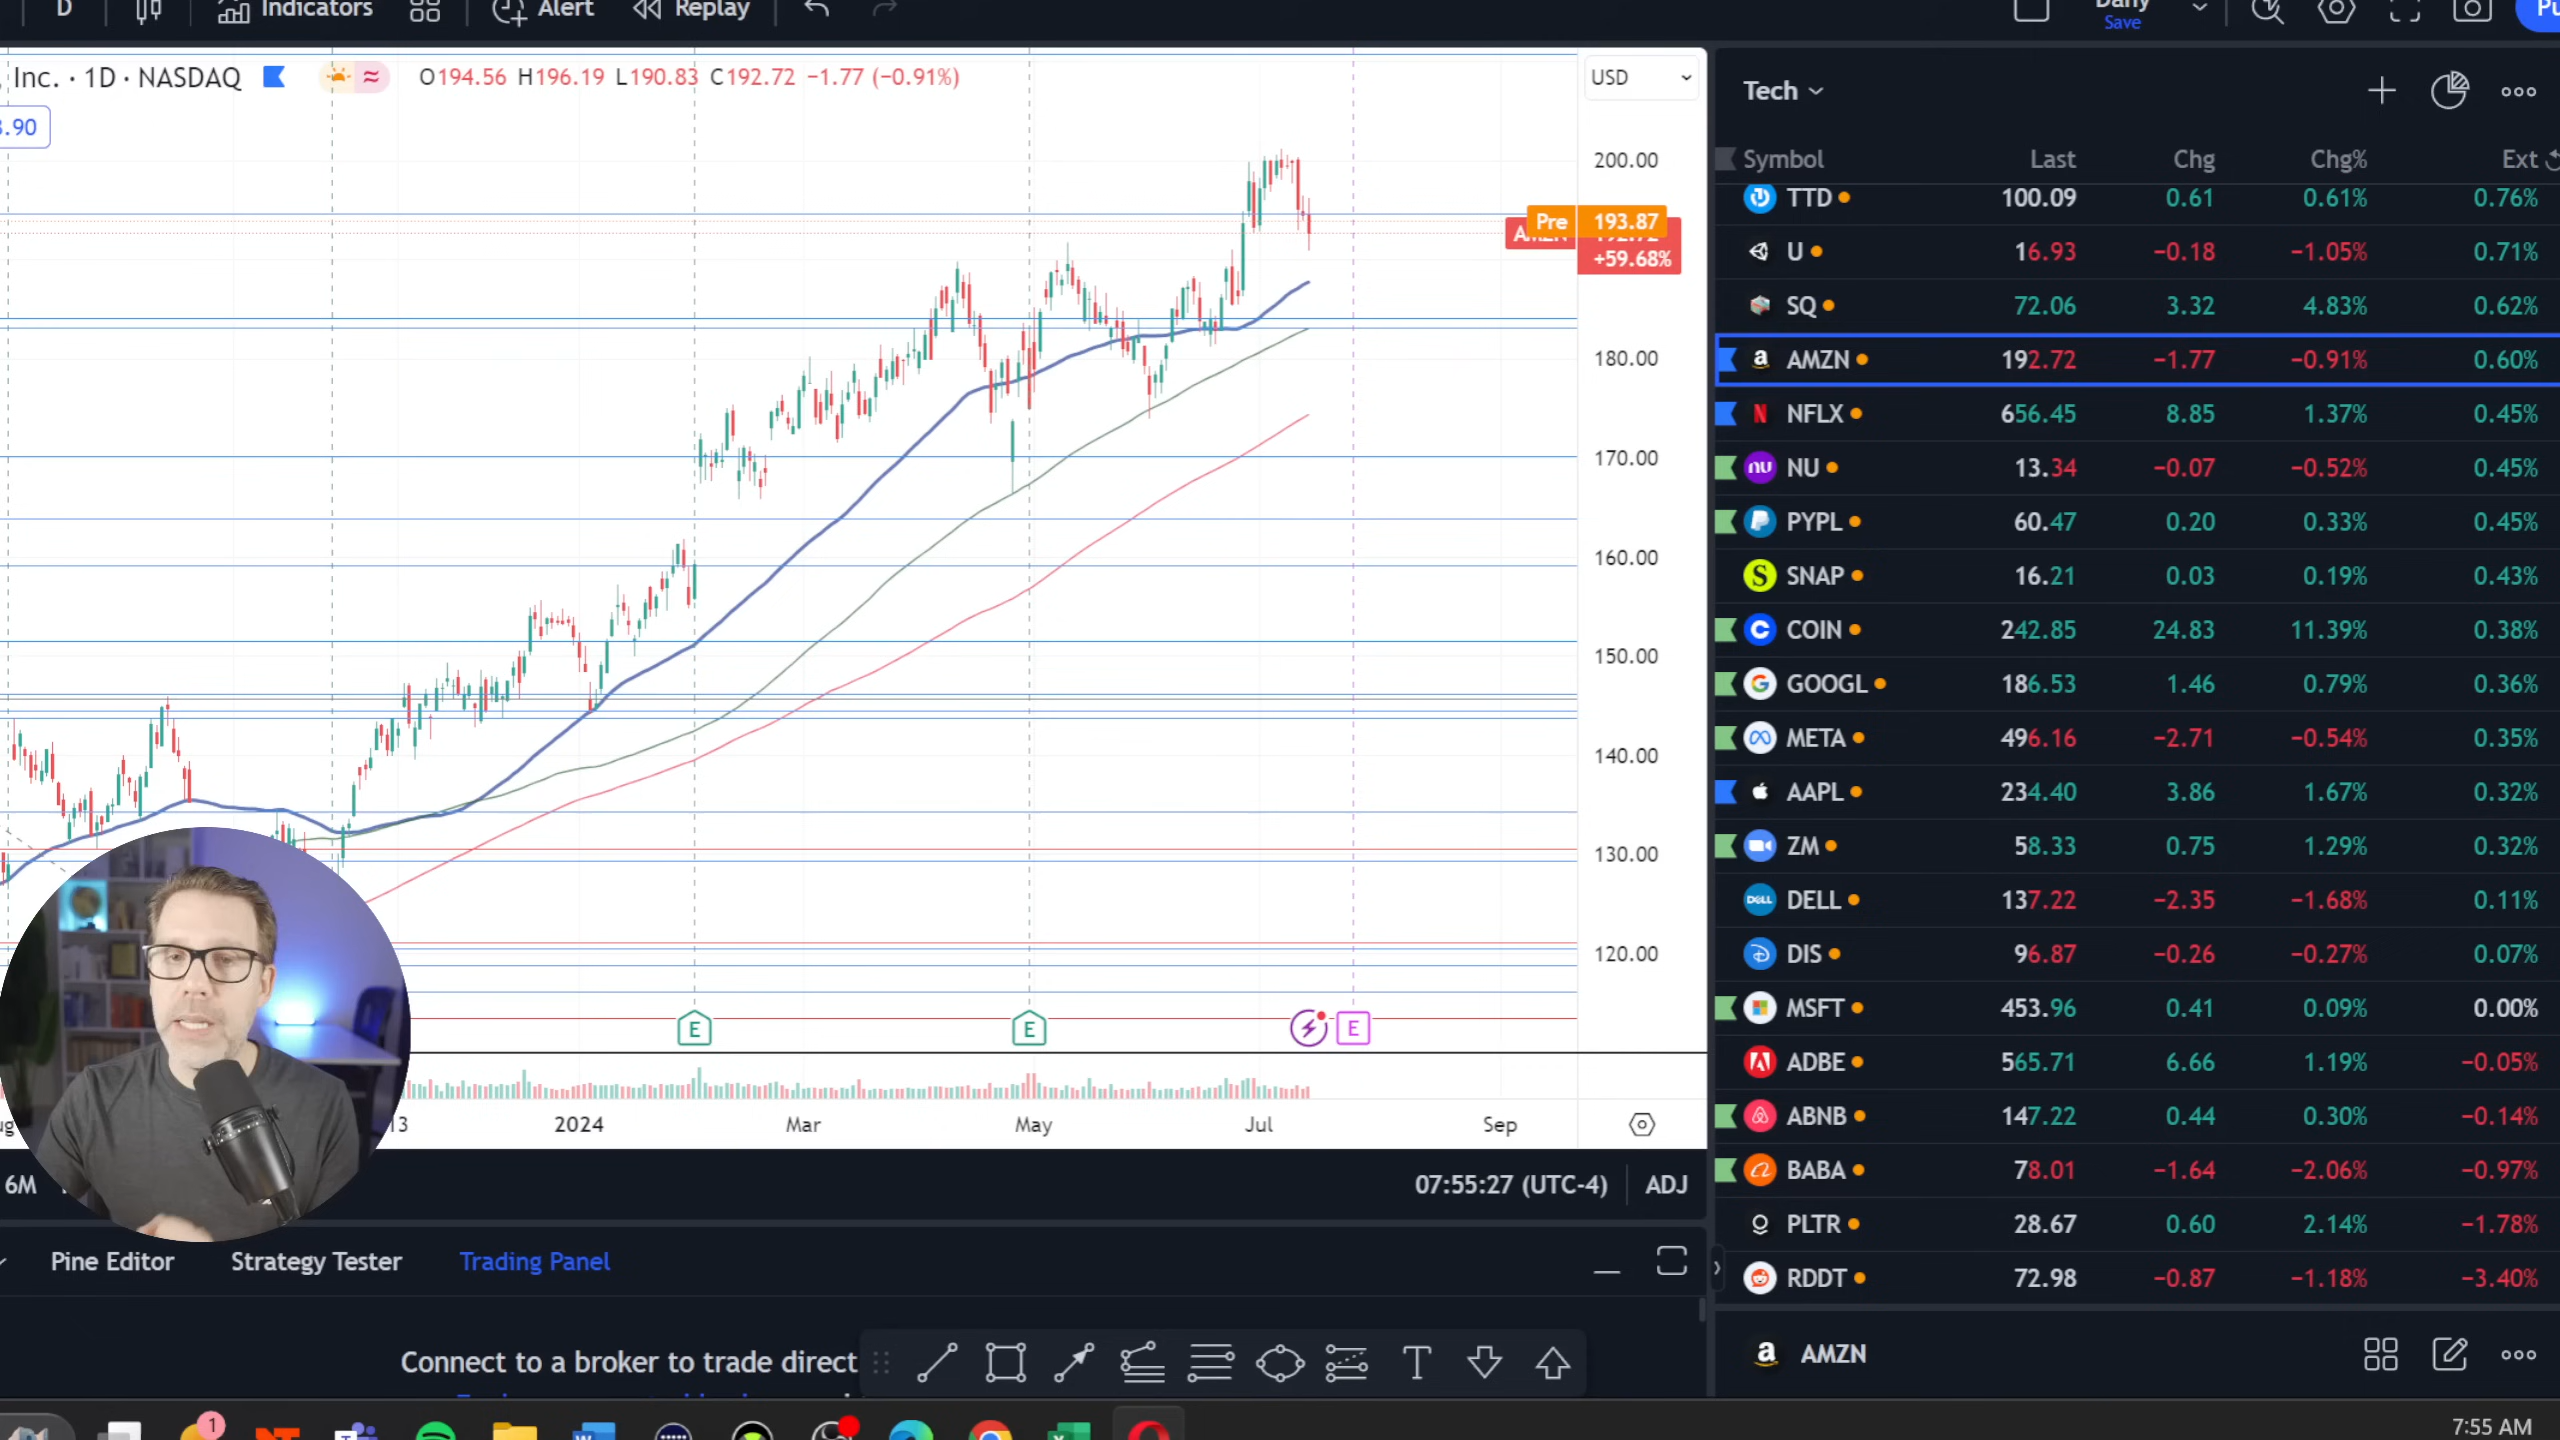 D Indicators Alert Replay Save
Inc. · 1D · NASDAQ O194.56 H196.19 L190.83 C192.72 −1.77 (−0.91%) USD
3.90
200.00
Pre 193.87
+59.68%
180.00
170.00
160.00
150.00
140.00
130.00
120.00
E E E
13 2024 Mar May Jul Sep
6M 07:55:27 (UTC-4) ADJ
Pine Editor Strategy Tester Trading Panel
Connect to a broker to trade direct
Tech
Symbol Last Chg Chg% Ext
TTD 100.09 0.61 0.61% 0.76%
U 16.93 −0.18 −1.05% 0.71%
SQ 72.06 3.32 4.83% 0.62%
AMZN 192.72 −1.77 −0.91% 0.60%
NFLX 656.45 8.85 1.37% 0.45%
NU 13.34 −0.07 −0.52% 0.45%
PYPL 60.47 0.20 0.33% 0.45%
SNAP 16.21 0.03 0.19% 0.43%
COIN 242.85 24.83 11.39% 0.38%
GOOGL 186.53 1.46 0.79% 0.36%
META 496.16 −2.71 −0.54% 0.35%
AAPL 234.40 3.86 1.67% 0.32%
ZM 58.33 0.75 1.29% 0.32%
DELL 137.22 −2.35 −1.68% 0.11%
DIS 96.87 −0.26 −0.27% 0.07%
MSFT 453.96 0.41 0.09% 0.00%
ADBE 565.71 6.66 1.19% −0.05%
ABNB 147.22 0.44 0.30% −0.14%
BABA 78.01 −1.64 −2.06% −0.97%
PLTR 28.67 0.60 2.14% −1.78%
RDDT 72.98 −0.87 −1.18% −3.40%
AMZN
1
7:55 AM